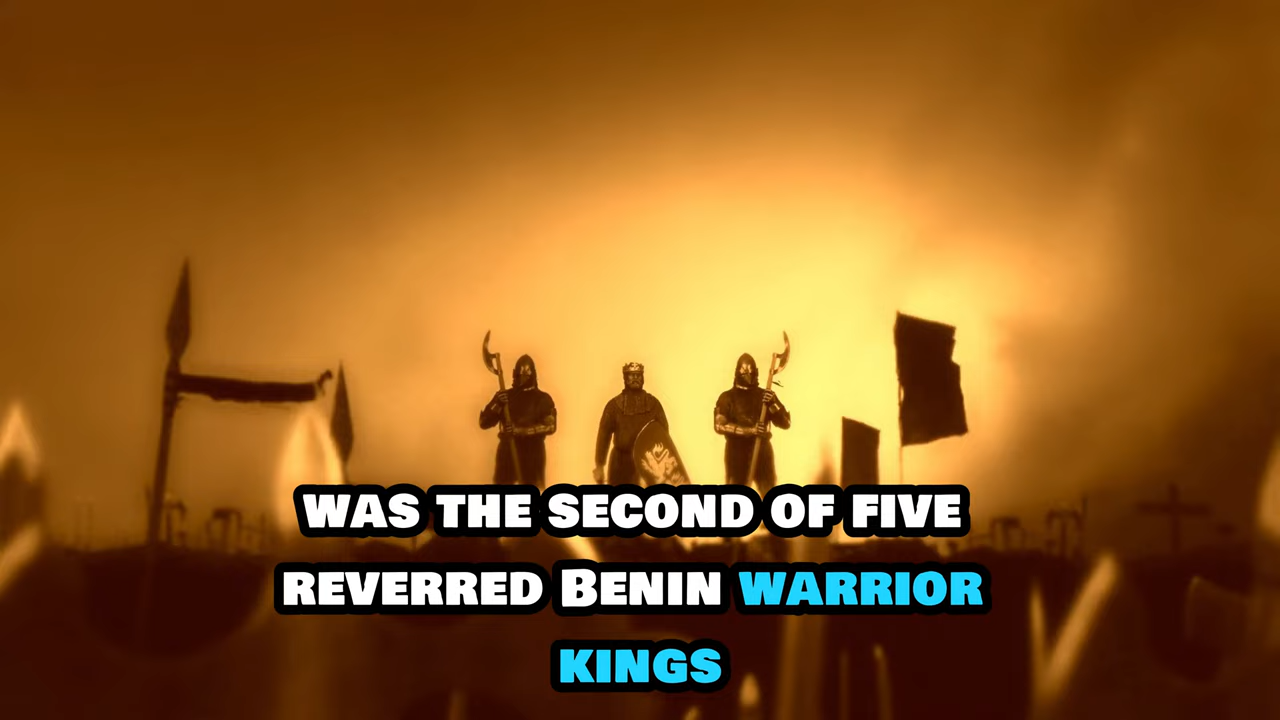 WAS THE SECOND OF FIVE
REVERRED BENIN WARRIOR
KINGS